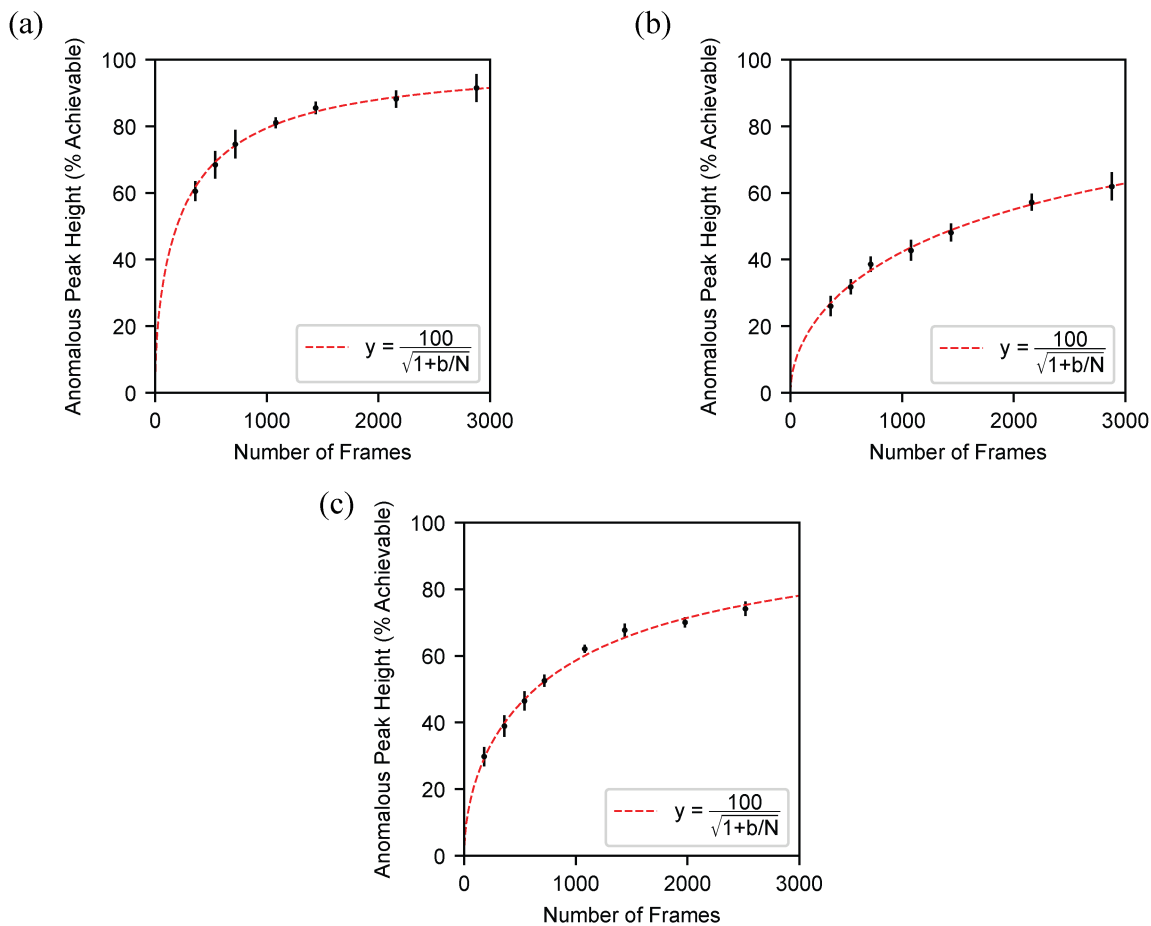 (a)
Anomalous Peak Height (% Achievable)
100
80
60
40
20
0
y = 100/√1+b/N
0 1000 2000 3000
Number of Frames
(b)
Anomalous Peak Height (% Achievable)
100
80
60
40
20
0
y = 100/√1+b/N
0 1000 2000 3000
Number of Frames
(c)
Anomalous Peak Height (% Achievable)
100
80
60
40
20
0
y = 100/√1+b/N
0 1000 2000 3000
Number of Frames